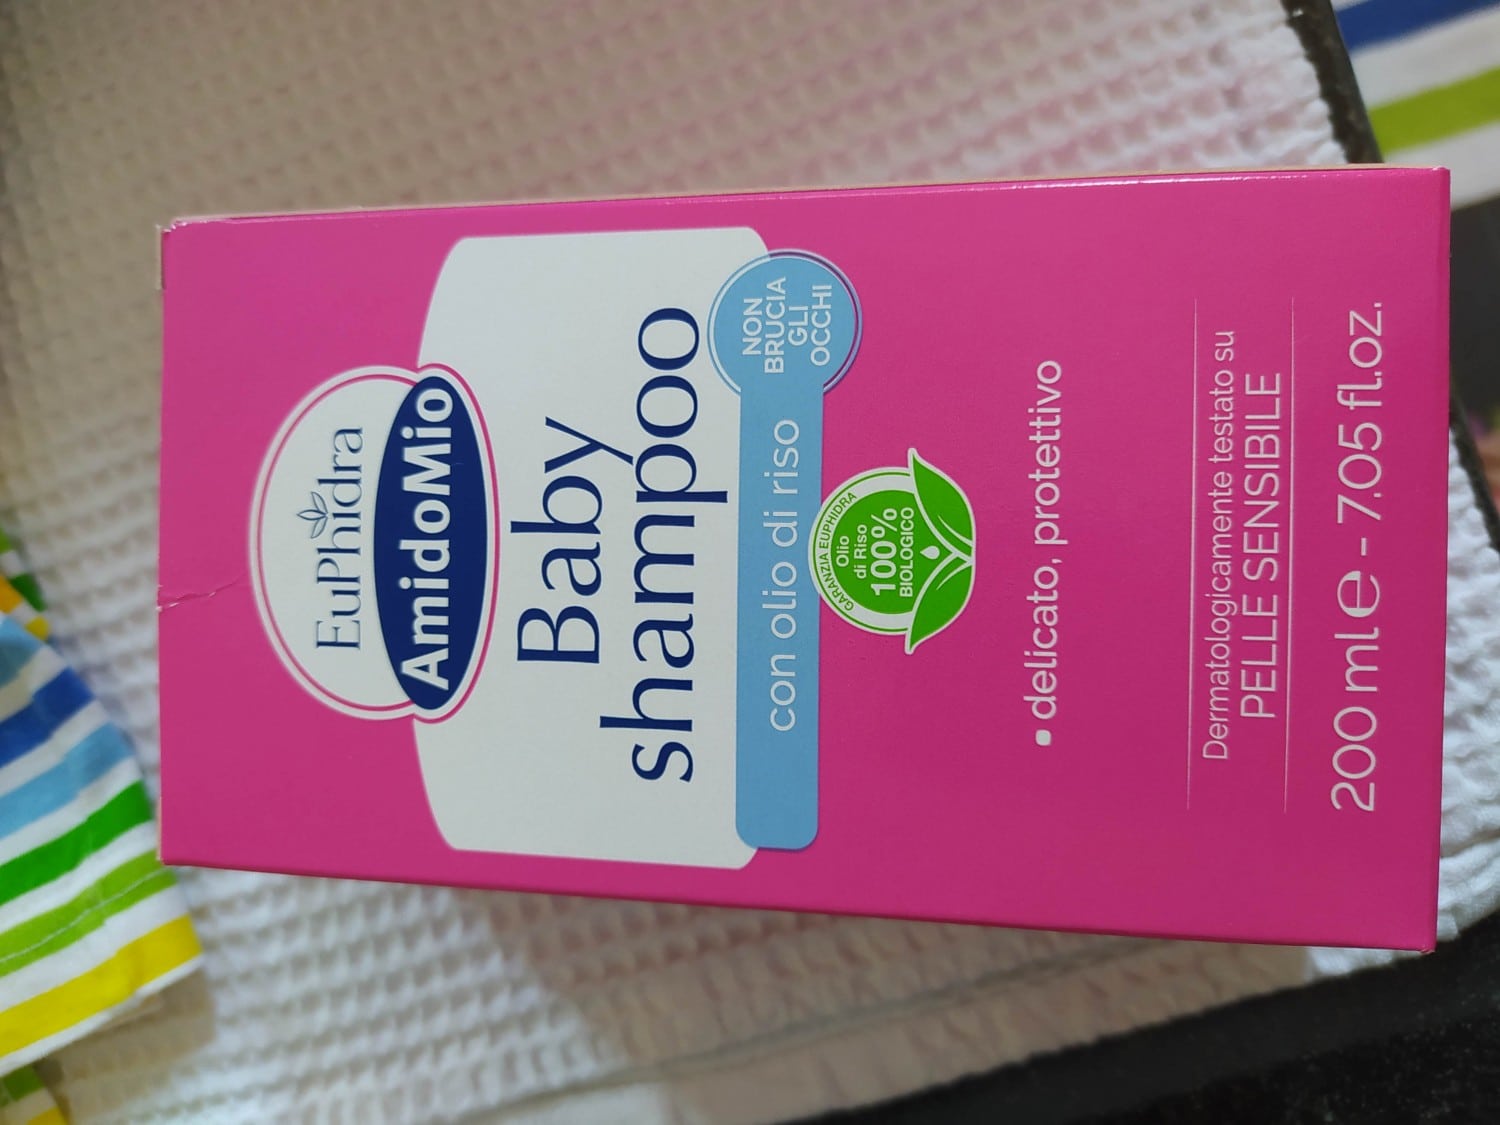 EuPhidra
AmidoMio
Baby
shampoo
con olio di riso
NON
BRUCIA
GLI
OCCHI
GARANZIA EUPHIDRA
Olio
di Riso
100%
BIOLOGICO
• delicato, protettivo
Dermatologicamente testato su
PELLE SENSIBILE
200 ml e - 7.05 fl.oz.